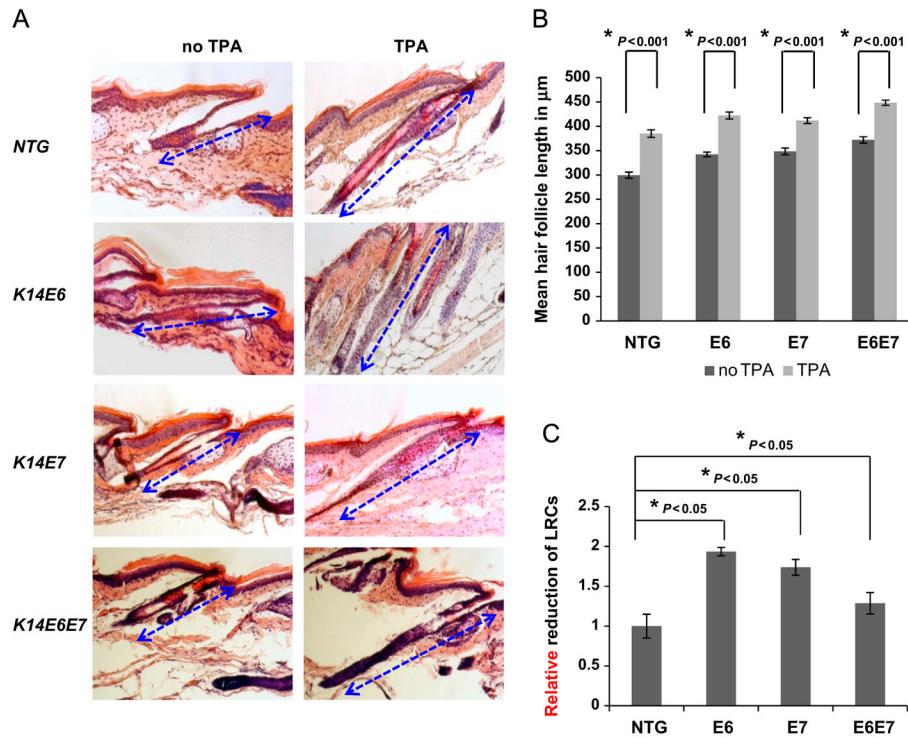 A
no TPA
TPA
NTG
K14E6
K14E7
K14E6E7
B
* P<0.001
* P<0.001
* P<0.001
* P<0.001
Mean hair follicle length in µm
500
450
400
350
300
250
200
150
100
50
0
NTG
E6
E7
E6E7
no TPA
TPA
C
* P<0.05
* P<0.05
* P<0.05
Relative reduction of LRCs
2.5
2
1.5
1
0.5
0
NTG
E6
E7
E6E7